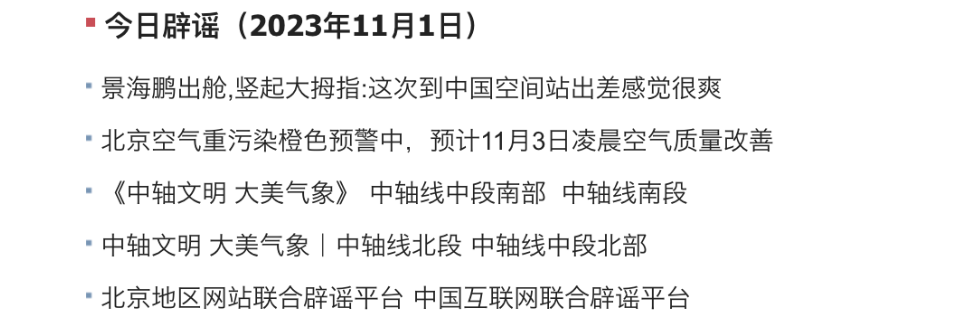 今日辟谣（2023年11月1日）
景海鹏出舱,竖起大拇指:这次到中国空间站出差感觉很爽
北京空气重污染橙色预警中，预计11月3日凌晨空气质量改善
《中轴文明 大美气象》 中轴线中段南部 中轴线南段
中轴文明 大美气象｜中轴线北段 中轴线中段北部
北京地区网站联合辟谣平台 中国互联网联合辟谣平台